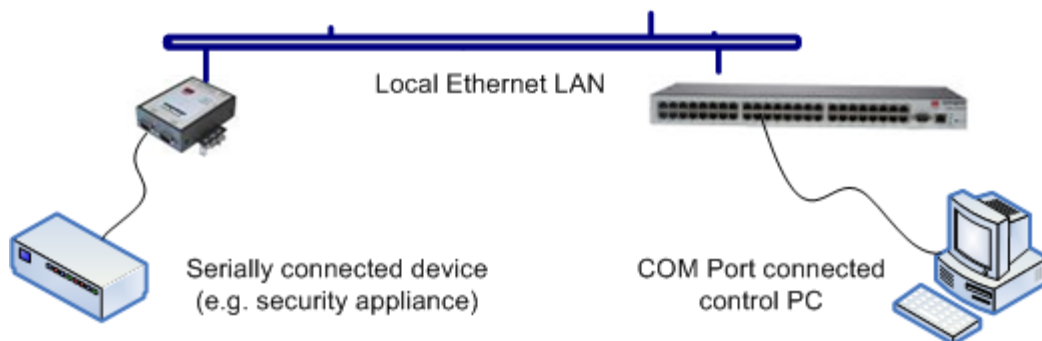 Local Ethernet LAN
Serially connected device
(e.g. security appliance)
COM Port connected
control PC